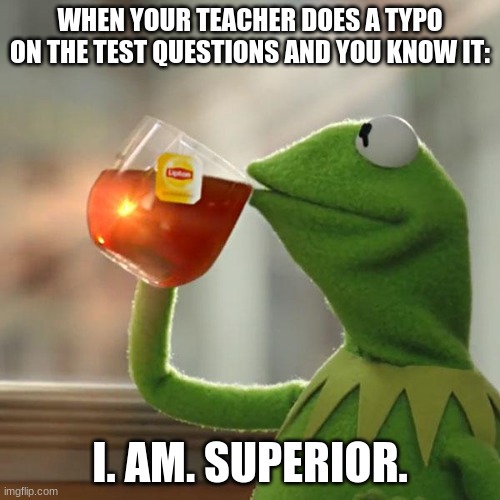 WHEN YOUR TEACHER DOES A TYPO
ON THE TEST QUESTIONS AND YOU KNOW IT:
Lipton
I. AM. SUPERIOR.
imgflip.com